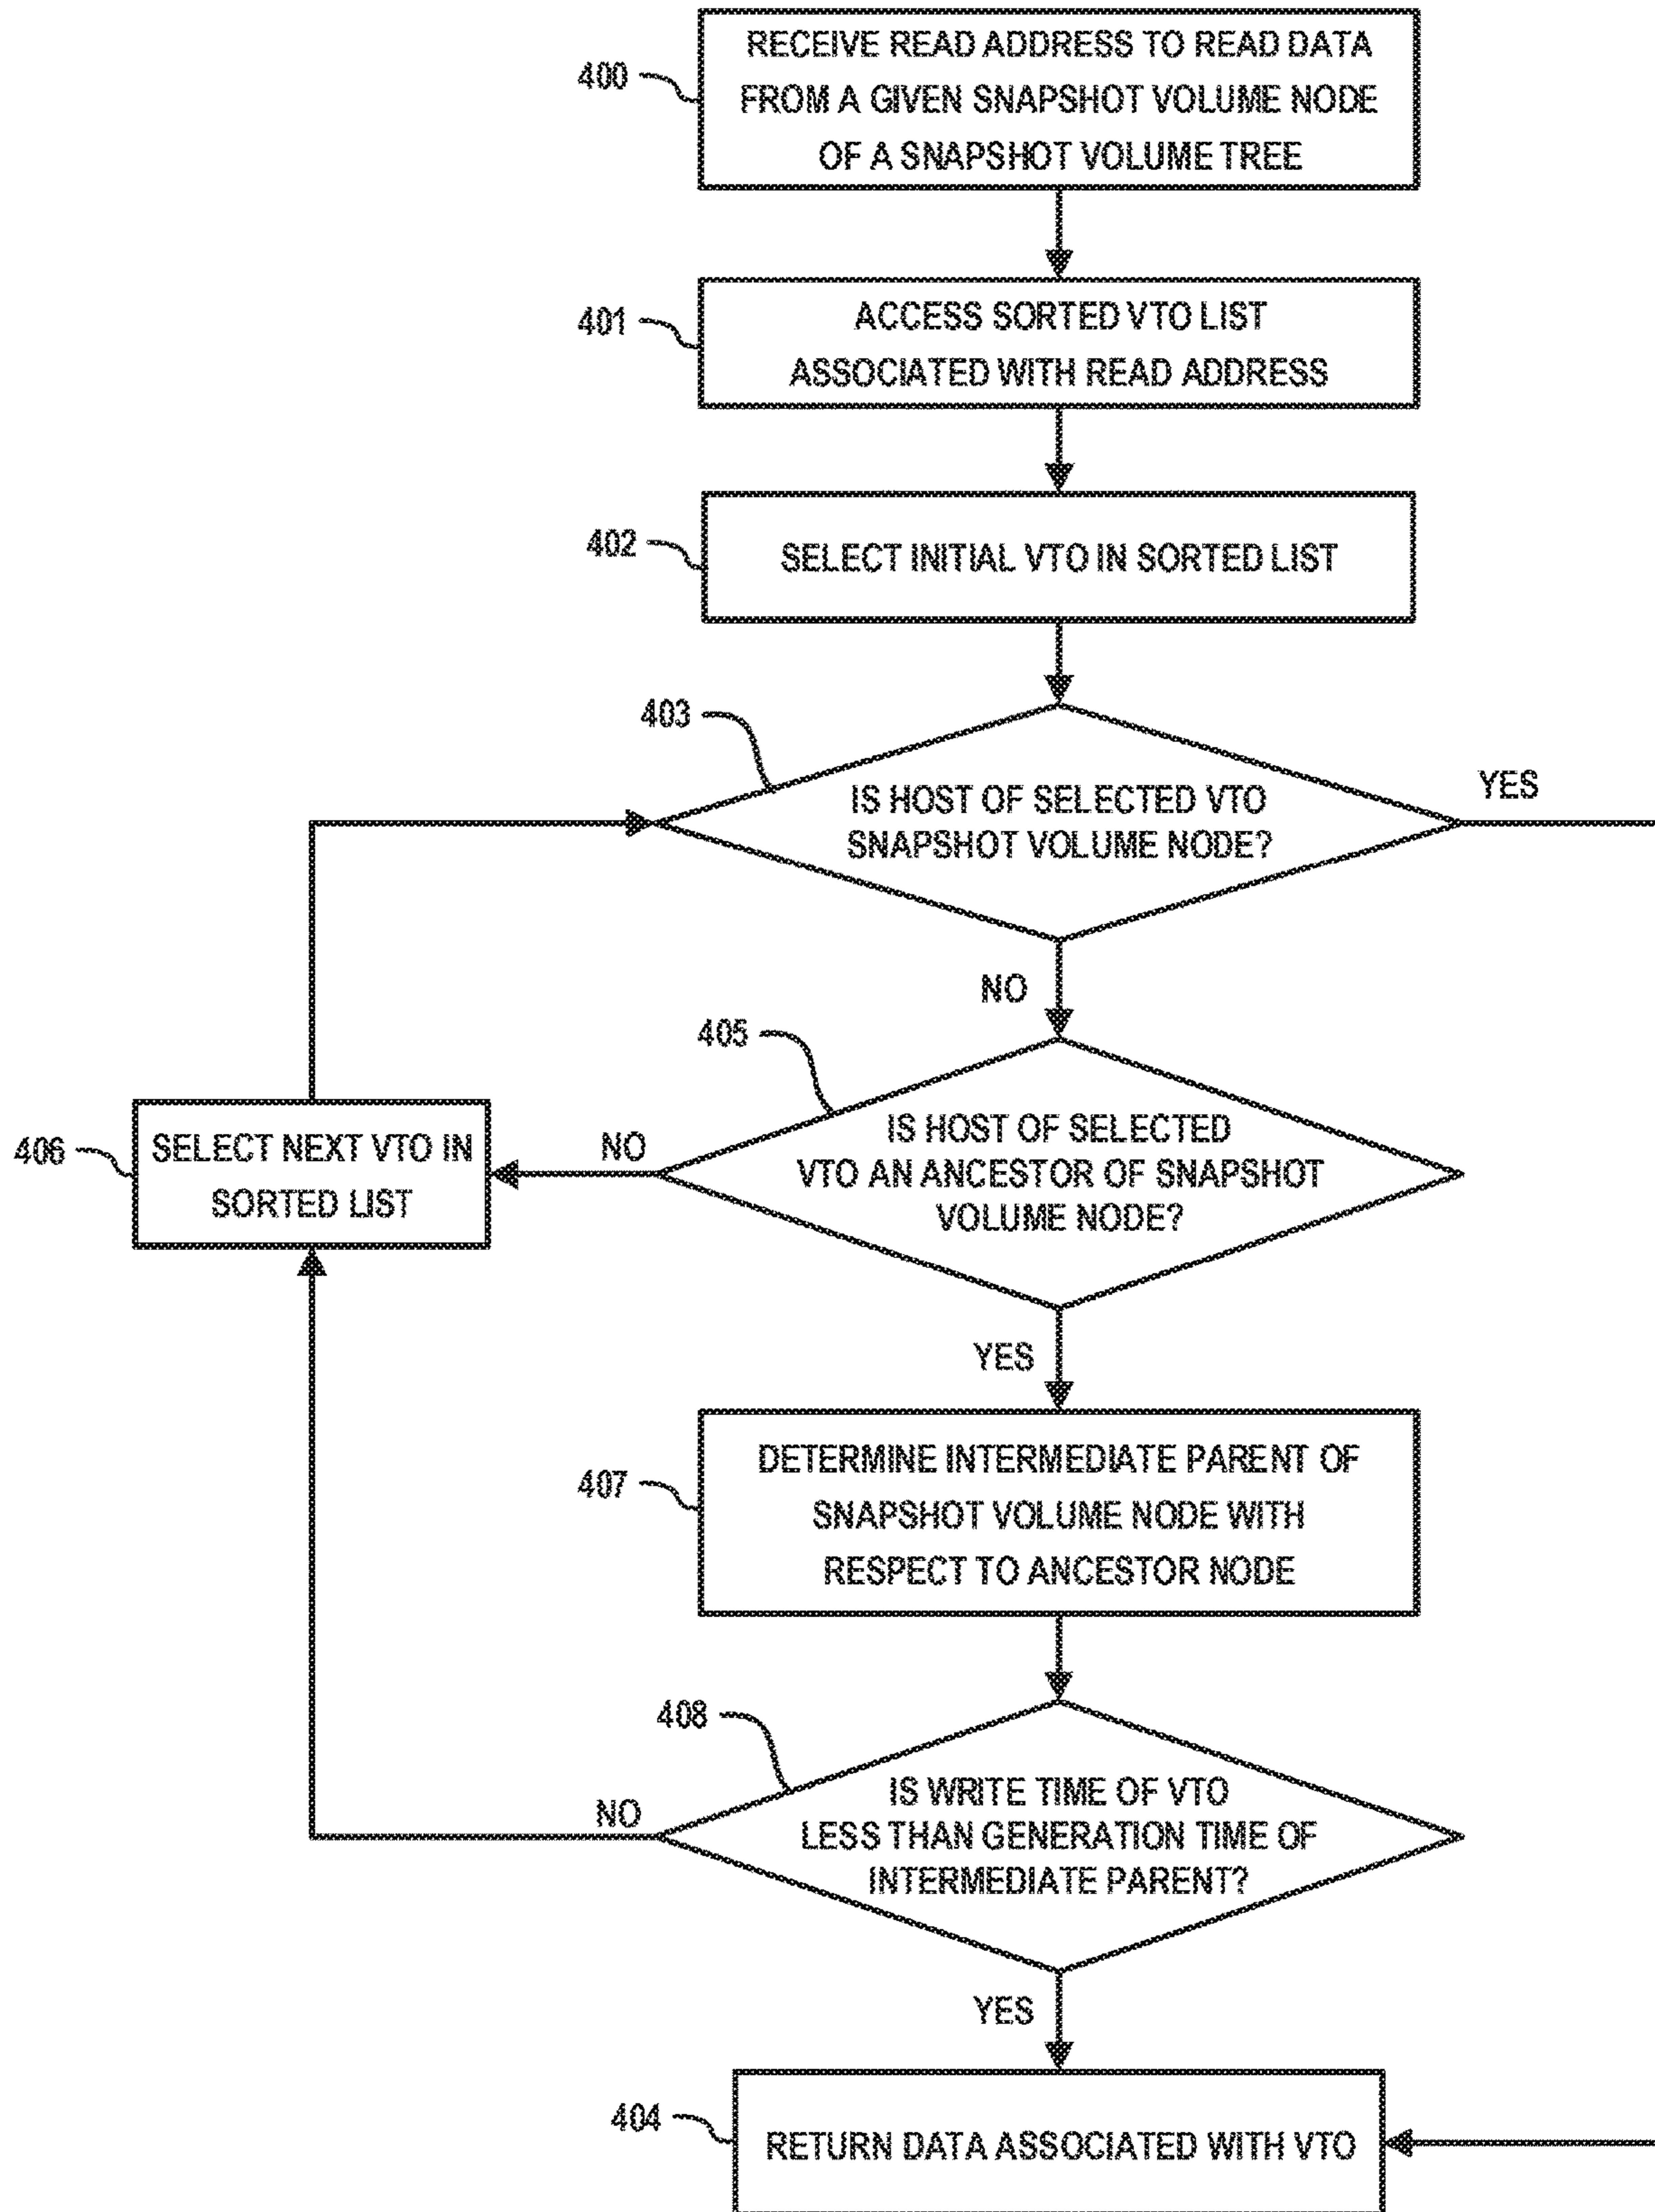 400
RECEIVE READ ADDRESS TO READ DATA
FROM A GIVEN SNAPSHOT VOLUME NODE
OF A SNAPSHOT VOLUME TREE
401
ACCESS SORTED VTO LIST
ASSOCIATED WITH READ ADDRESS
402
SELECT INITIAL VTO IN SORTED LIST
403
IS HOST OF SELECTED VTO
SNAPSHOT VOLUME NODE?
YES
NO
405
IS HOST OF SELECTED
VTO AN ANCESTOR OF SNAPSHOT
VOLUME NODE?
NO
406
SELECT NEXT VTO IN
SORTED LIST
YES
407
DETERMINE INTERMEDIATE PARENT OF
SNAPSHOT VOLUME NODE WITH
RESPECT TO ANCESTOR NODE
408
IS WRITE TIME OF VTO
LESS THAN GENERATION TIME OF
INTERMEDIATE PARENT?
NO
YES
404
RETURN DATA ASSOCIATED WITH VTO